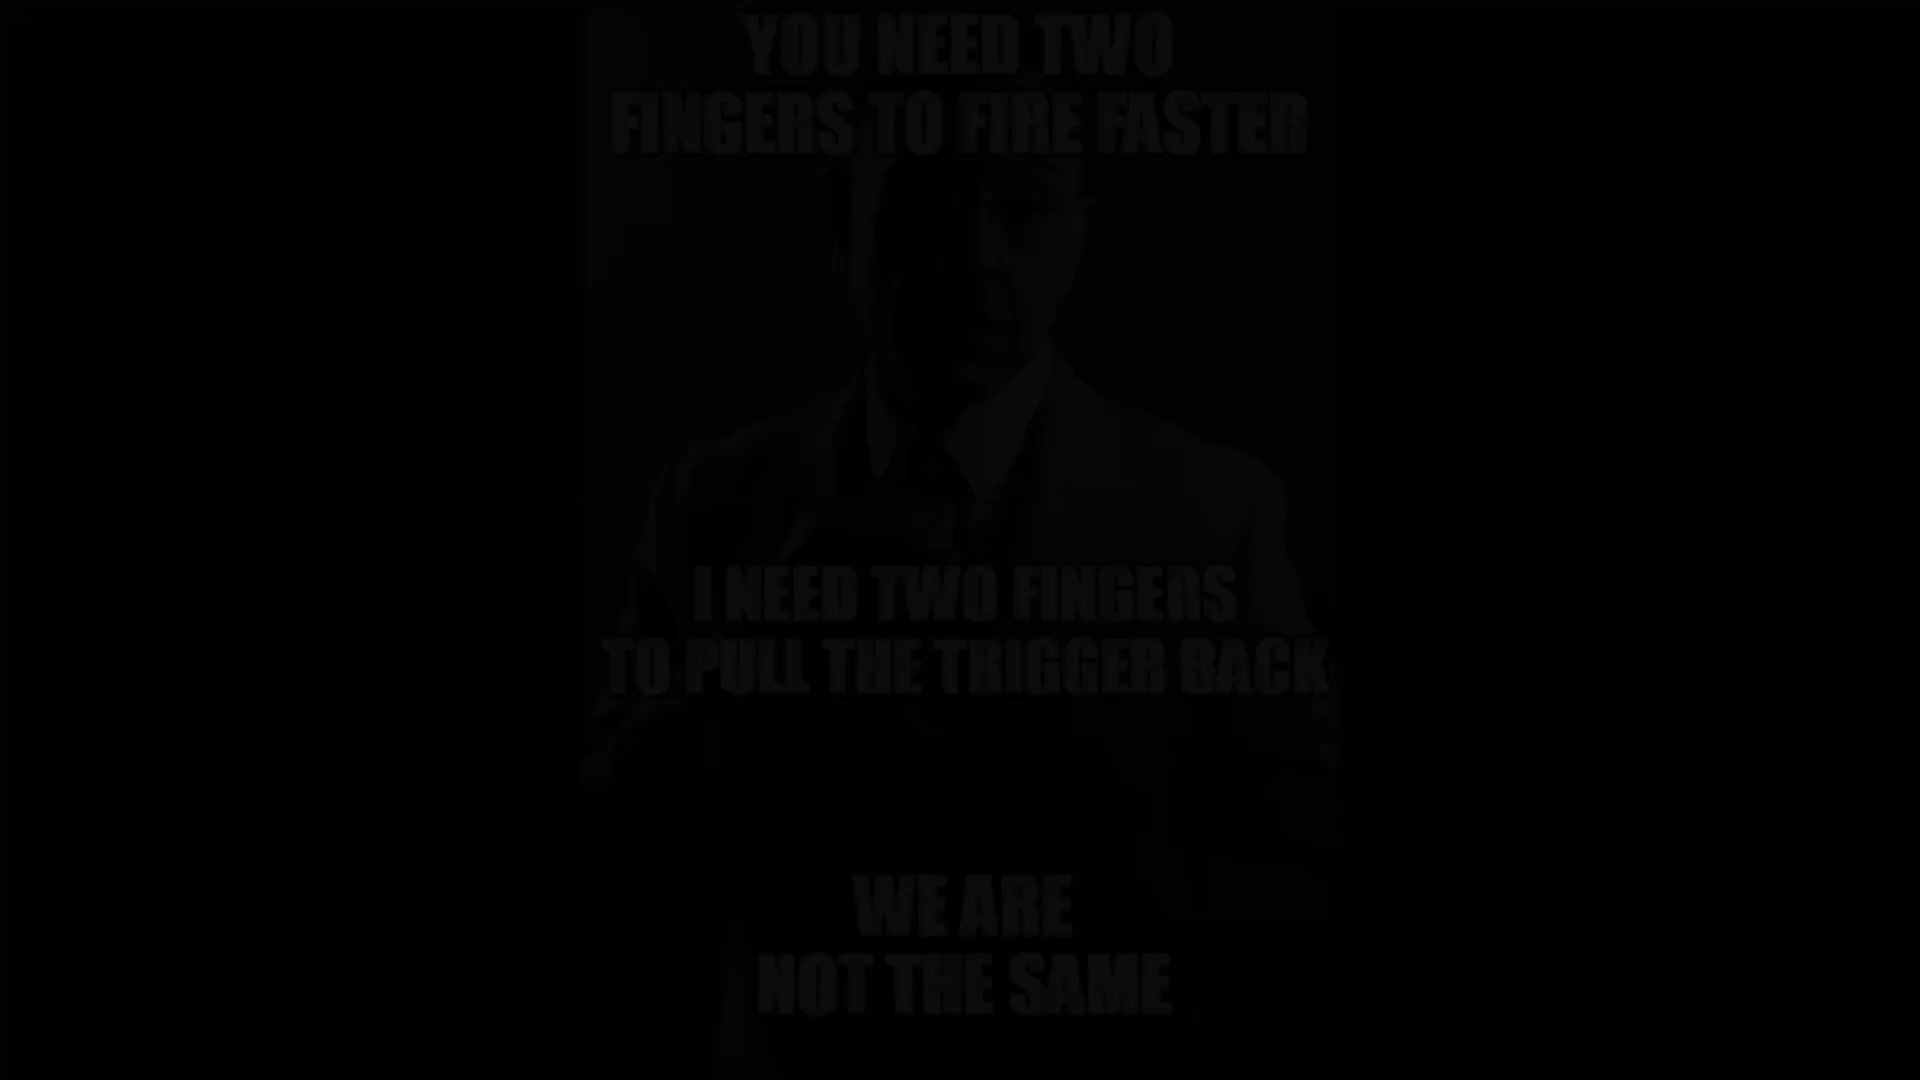 YOU NEED TWO
FINGERS TO FIRE FASTER
I NEED TWO FINGERS
TO PULL THE TRIGGER BACK
WE ARE
NOT THE SAME